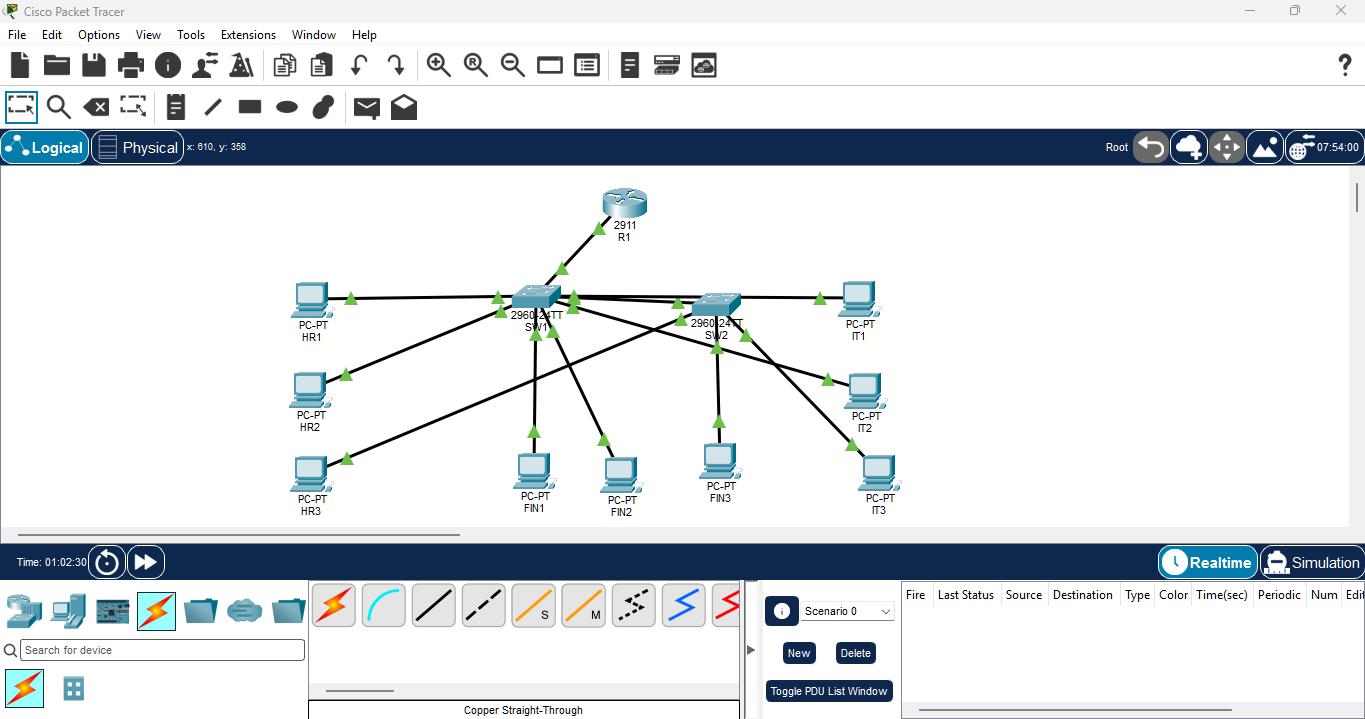 Cisco Packet Tracer
File Edit Options View Tools Extensions Window Help
R
?
Logical Physical x: 610, y: 358 Root 07:54:00
2911
R1
PC-PT
HR1
2960-24TT
SW1
2960-24TT
SW2
PC-PT
IT1
PC-PT
HR2
PC-PT
IT2
PC-PT
HR3
PC-PT
FIN1
PC-PT
FIN2
PC-PT
FIN3
PC-PT
IT3
Time: 01:02:30 Realtime Simulation
S M
Search for device
Copper Straight-Through
Scenario 0
New Delete
Toggle PDU List Window
Fire Last Status Source Destination Type Color Time(sec) Periodic Num Edit